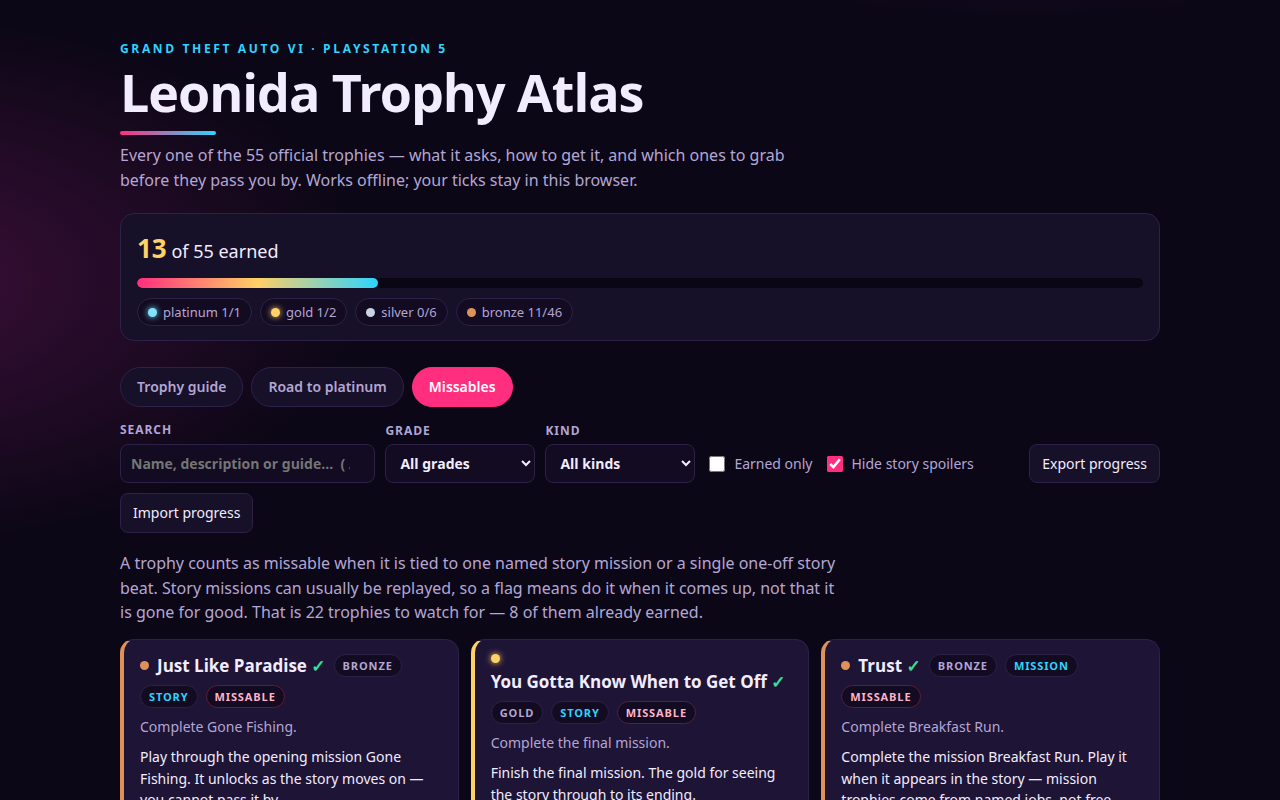 GRAND THEFT AUTO VI · PLAYSTATION 5
Leonida Trophy Atlas
Every one of the 55 official trophies — what it asks, how to get it, and which ones to grab
before they pass you by. Works offline; your ticks stay in this browser.
13 of 55 earned
platinum 1/1 gold 1/2 silver 0/6 bronze 11/46
Trophy guide Road to platinum Missables
SEARCH GRADE KIND
Name, description or guide… ( All grades All kinds Earned only Hide story spoilers Export progress
Import progress
A trophy counts as missable when it is tied to one named story mission or a single one-off story
beat. Story missions can usually be replayed, so a flag means do it when it comes up, not that it
is gone for good. That is 22 trophies to watch for — 8 of them already earned.
Just Like Paradise ✓ BRONZE
STORY MISSABLE
Complete Gone Fishing.
Play through the opening mission Gone
Fishing. It unlocks as the story moves on —
you cannot pass it by.
You Gotta Know When to Get Off ✓
GOLD STORY MISSABLE
Complete the final mission.
Finish the final mission. The gold for seeing
the story through to its ending.
Trust ✓ BRONZE MISSION
MISSABLE
Complete Breakfast Run.
Complete the mission Breakfast Run. Play it
when it appears in the story — mission
trophies come from named jobs, not free